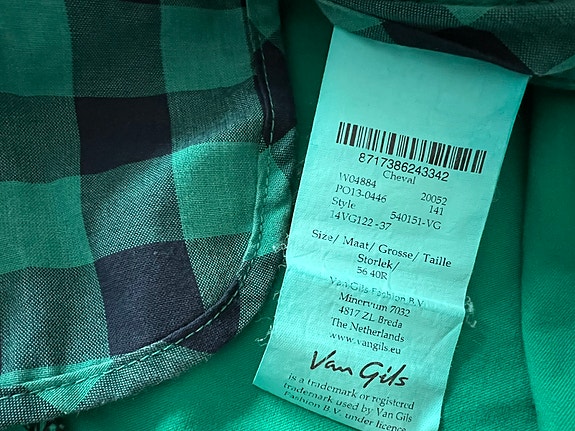 8717386243342
Cheval
W04884 20052
PO13-0446 141
Style 540151-VG
14VG122-37
Size/ Maat/ Grosse/ Taille
Storlek/
56 40R
Van Gils Fashion B.V.
Minervum 7032
4817 ZL Breda
The Netherlands
www.vangils.eu
Van Gils
is a trademark or registered
trademark used by Van Gils
Fashion B.V. under licence